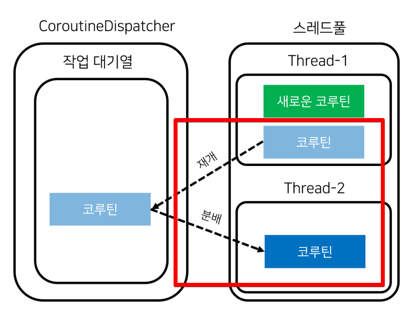 CoroutineDispatcher
스레드풀
작업 대기열
Thread-1
새로운 코루틴
코루틴
재개
Thread-2
코루틴
분배
코루틴